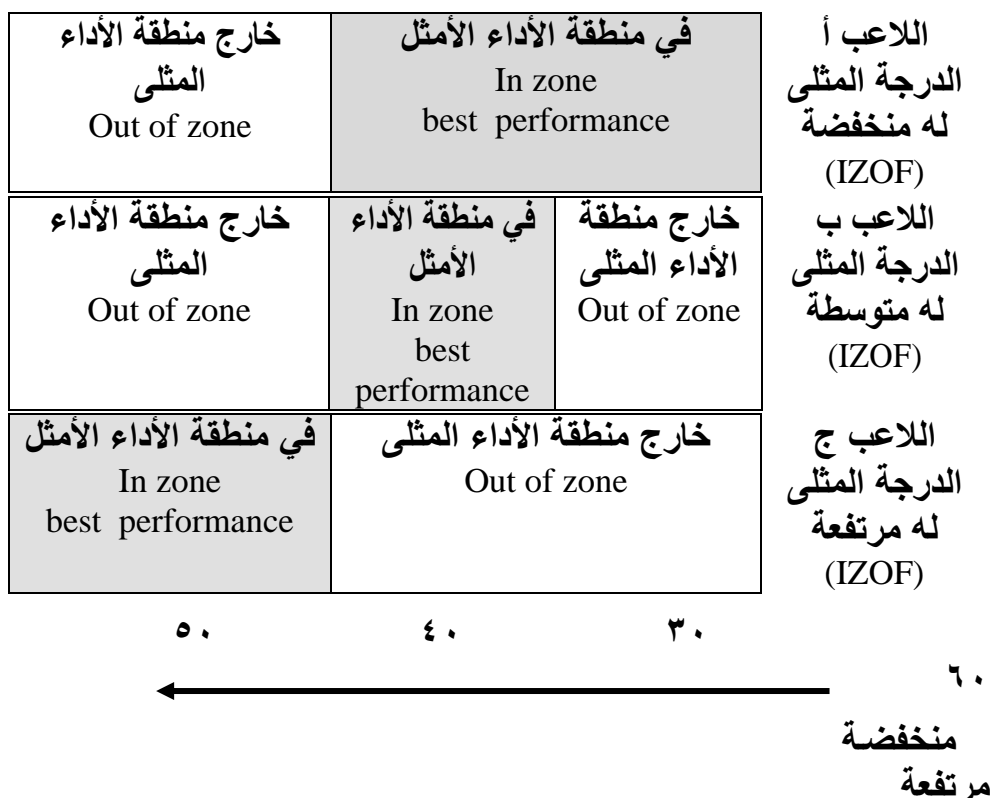 اللاعب أ
الدرجة المثلى
له منخفضة
(IZOF)
في منطقة الأداء الأمثل
In zone
best performance
خارج منطقة الأداء
المثلى
Out of zone
اللاعب ب
الدرجة المثلى
له متوسطة
(IZOF)
خارج منطقة
الأداء المثلى
Out of zone
في منطقة الأداء
الأمثل
In zone
best
performance
خارج منطقة الأداء
المثلى
Out of zone
اللاعب ج
الدرجة المثلى
له مرتفعة
(IZOF)
خارج منطقة الأداء المثلى
Out of zone
في منطقة الأداء الأمثل
In zone
best performance
٣٠ ٤٠ ٥٠
٦٠
منخفضة
مرتفعة